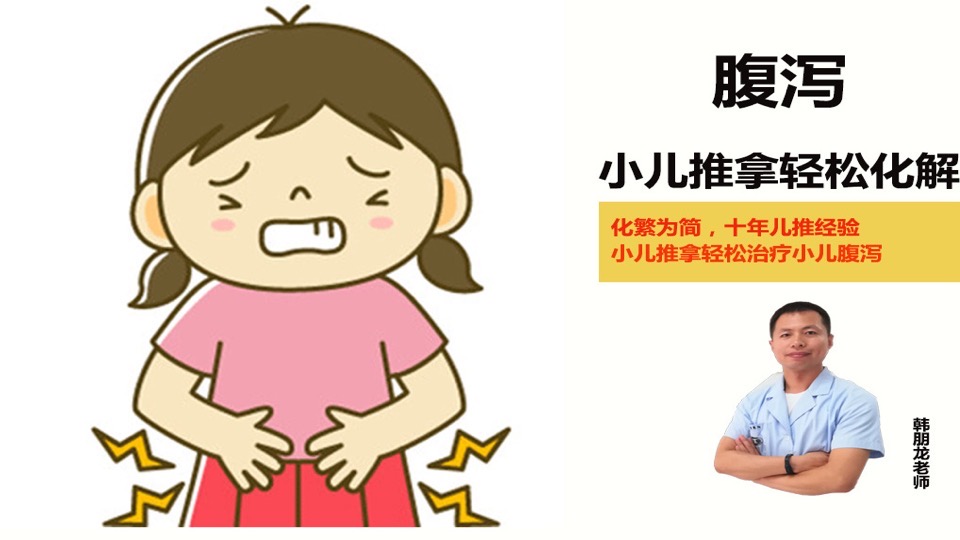 腹泻
小儿推拿轻松化解
化繁为简，十年儿推经验
小儿推拿轻松治疗小儿腹泻
韩朋龙老师